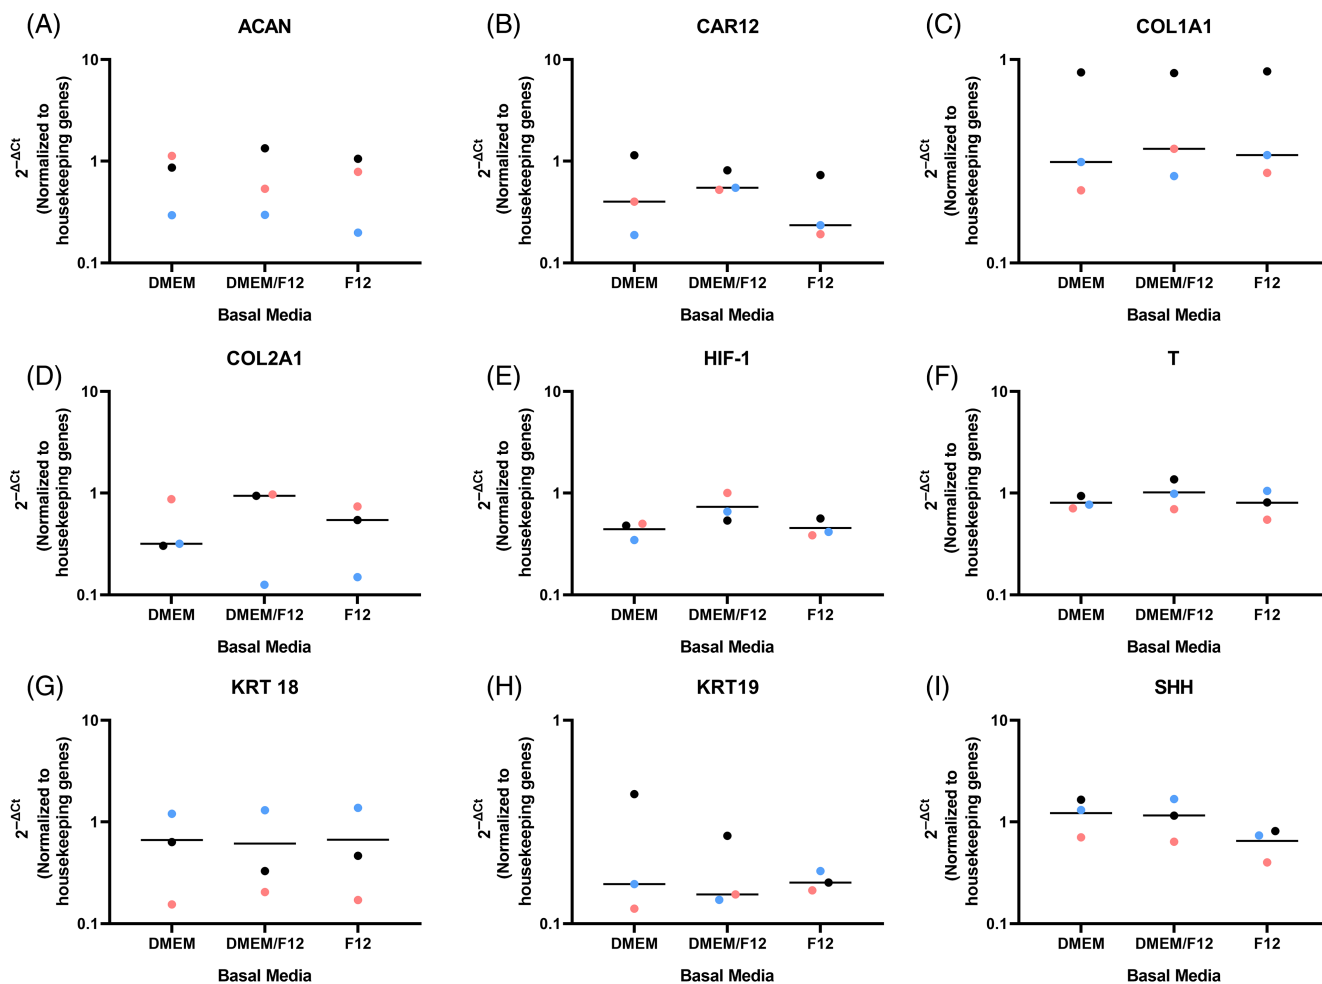 (A)
ACAN
10
1
0.1
2^−ΔCt
(Normalized to
housekeeping genes)
DMEM
DMEM/F12
F12
Basal Media
(B)
CAR12
10
1
0.1
2^−ΔCt
(Normalized to
housekeeping genes)
DMEM
DMEM/F12
F12
Basal Media
(C)
COL1A1
1
0.1
2^−ΔCt
(Normalized to
housekeeping genes)
DMEM
DMEM/F12
F12
Basal Media
(D)
COL2A1
10
1
0.1
2^−ΔCt
(Normalized to
housekeeping genes)
DMEM
DMEM/F12
F12
Basal Media
(E)
HIF-1
10
1
0.1
2^−ΔCt
(Normalized to
housekeeping genes)
DMEM
DMEM/F12
F12
Basal Media
(F)
T
10
1
0.1
2^−ΔCt
(Normalized to
housekeeping genes)
DMEM
DMEM/F12
F12
Basal Media
(G)
KRT 18
10
1
0.1
2^−ΔCt
(Normalized to
housekeeping genes)
DMEM
DMEM/F12
F12
Basal Media
(H)
KRT19
1
0.1
2^−ΔCt
(Normalized to
housekeeping genes)
DMEM
DMEM/F12
F12
Basal Media
(I)
SHH
10
1
0.1
2^−ΔCt
(Normalized to
housekeeping genes)
DMEM
DMEM/F12
F12
Basal Media